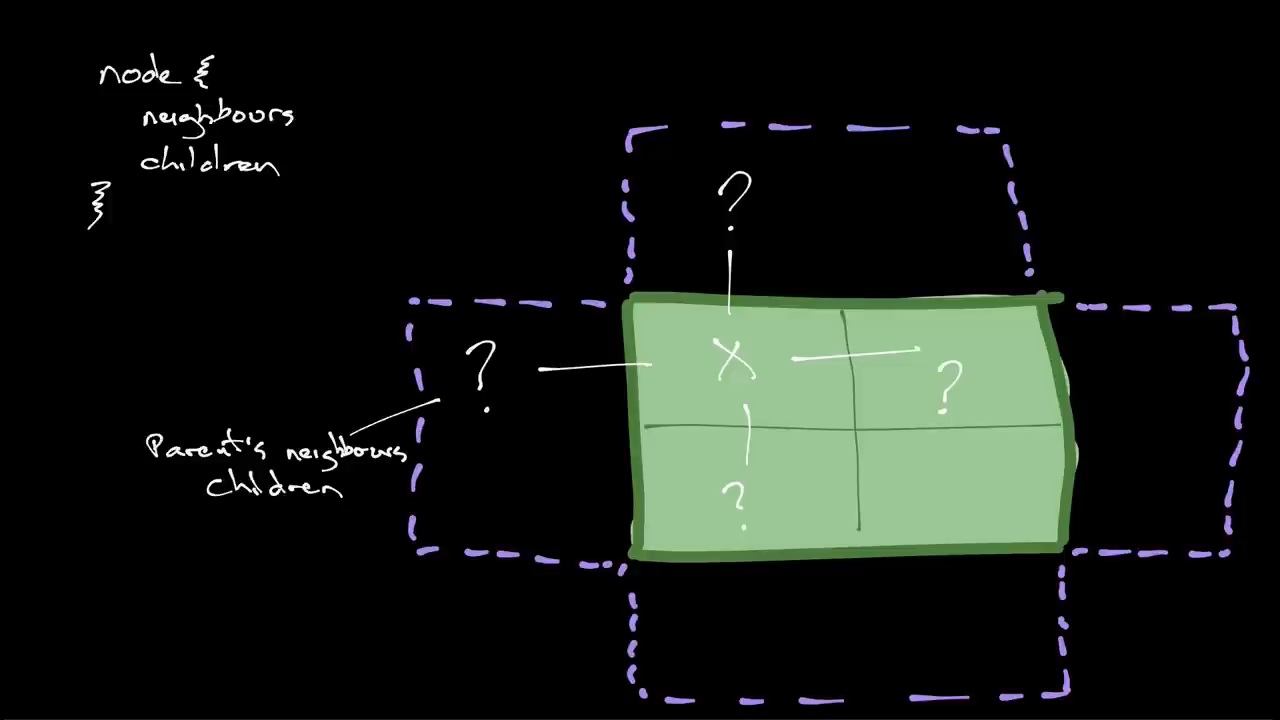 node {
neighbours
children
}
?
X
?
?
?
Parent's neighbours
children